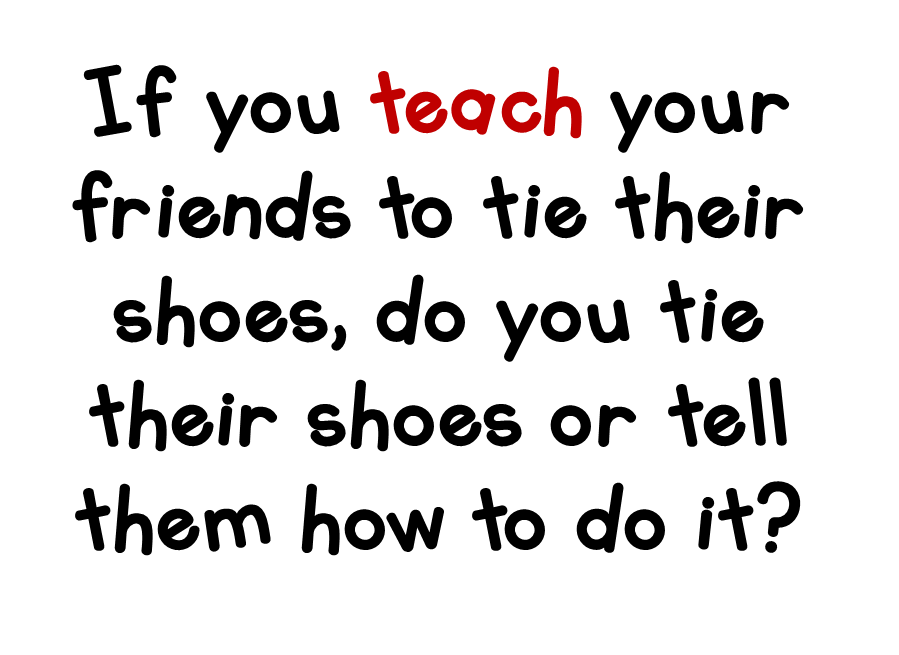 If you teach your
friends to tie their
shoes, do you tie
their shoes or tell
them how to do it?